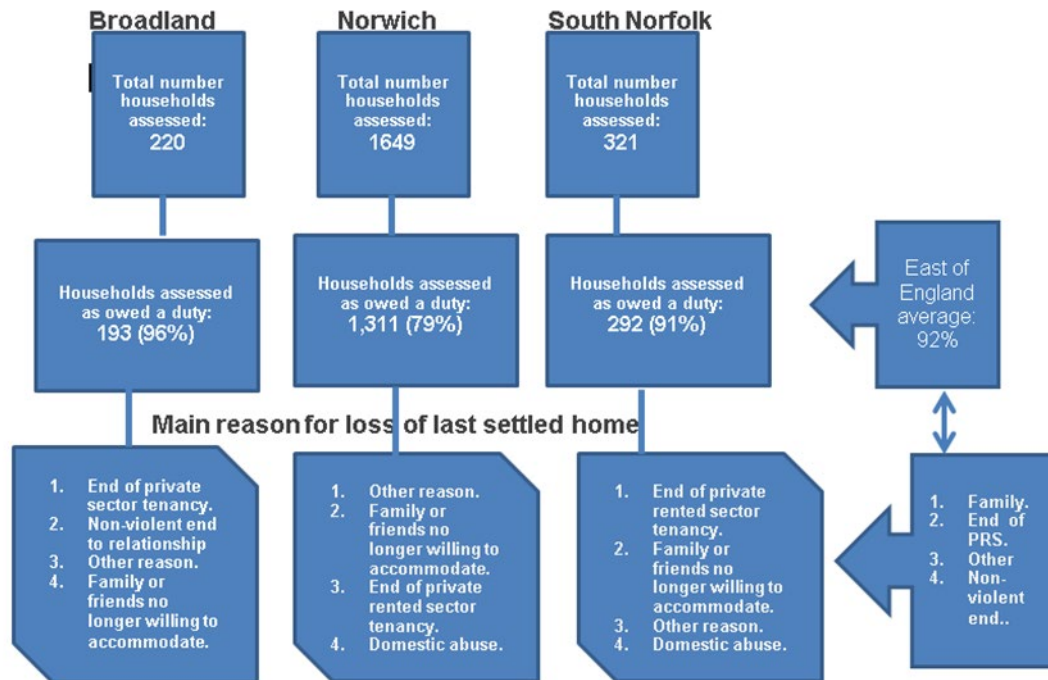 Broadland
Norwich
South Norfolk
Total number
households
assessed:
220
Total number
households
assessed:
1649
Total number
households
assessed:
321
Households assessed
as owed a duty:
193 (96%)
Households assessed
as owed a duty:
1,311 (79%)
Households assessed
as owed a duty:
292 (91%)
East of
England
average:
92%
Main reason for loss of last settled home
1. End of private
sector tenancy.
2. Non-violent end
to relationship
3. Other reason.
4. Family or
friends no
longer willing to
accommodate.
1. Other reason.
2. Family or
friends no
longer willing to
accommodate.
3. End of private
rented sector
tenancy.
4. Domestic abuse.
1. End of private
rented sector
tenancy.
2. Family or
friends no
longer willing to
accommodate.
3. Other reason.
4. Domestic abuse.
1. Family.
2. End of
PRS.
3. Other
4. Non-
violent
end..